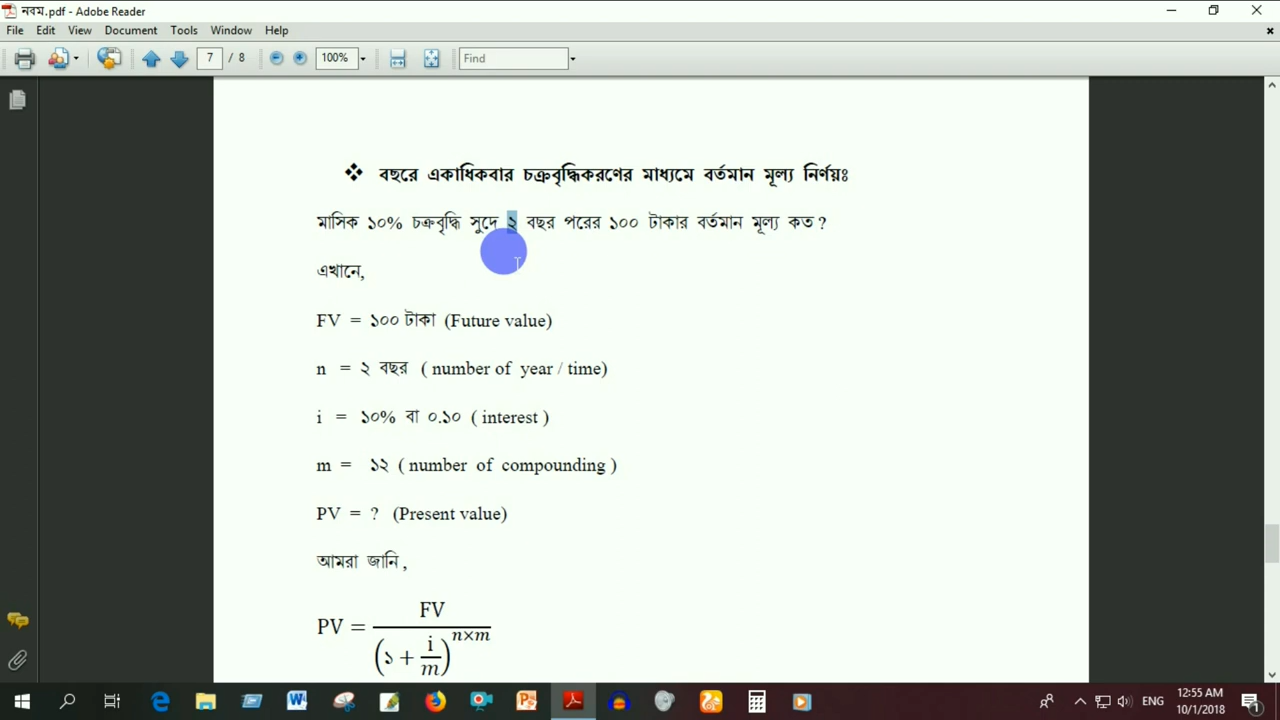 নবম.pdf - Adobe Reader
File Edit View Document Tools Window Help
7 / 8 100% Find
❖ বছরে একাধিকবার চক্রবৃদ্ধিকরণের মাধ্যমে বর্তমান মূল্য নির্ণয়ঃ
মাসিক ১০% চক্রবৃদ্ধি সুদে ২ বছর পরের ১০০ টাকার বর্তমান মূল্য কত ?
এখানে,
FV = ১০০ টাকা (Future value)
n = ২ বছর ( number of year / time)
i = ১০% বা ০.১০ ( interest )
m = ১২ ( number of compounding )
PV = ? (Present value)
আমরা জানি ,
PV = FV / (১ + i/m)^n×m
ENG
12:55 AM
10/1/2018
1